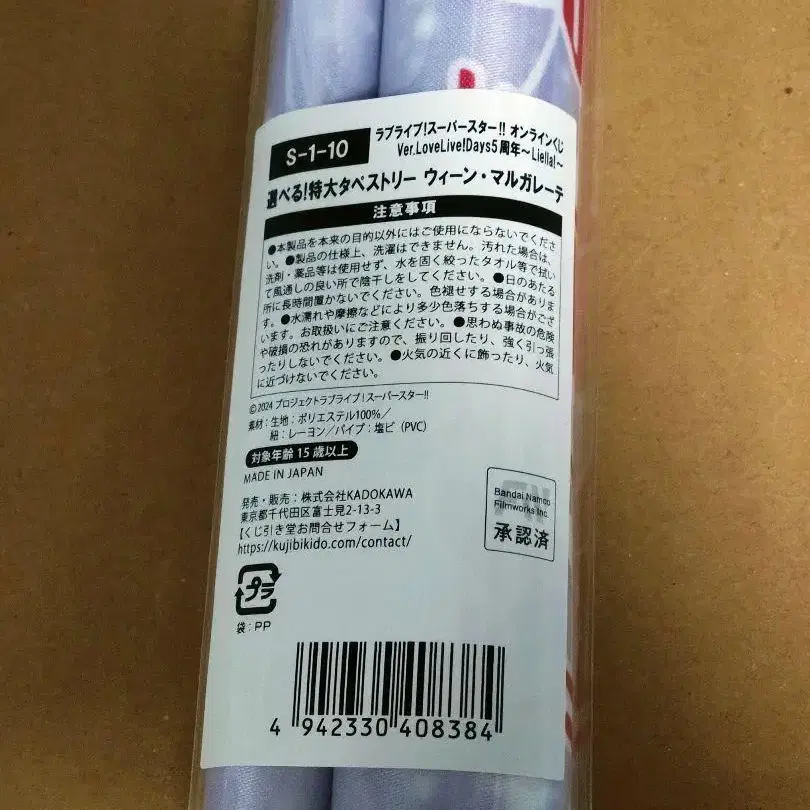 S-1-10
ラブライブ!スーパースター!! オンラインくじ
Ver.LoveLive!Days5周年〜Liella!〜
選べる!特大タペストリー ウィーン・マルガレーテ
注意事項
●本製品を本来の目的以外にはご使用にならないでくださ
い。●製品の仕様上、洗濯はできません。汚れた場合は、
洗剤・薬品等は使用せず、水を固く絞ったタオル等で拭い
て風通しの良い所で陰干しをしてください。●日のあたる
所に長時間置かないでください。色褪せする場合がありま
す。●水濡れや摩擦などにより多少色落ちする場合がござ
います。お取扱いにご注意ください。●思わぬ事故の危険
や破損の恐れがありますので、振り回したり、強く引っ張
ったりしないでください。●火気の近くに飾ったり、火気
に近づけないでください。
©2024 プロジェクトラブライブ!スーパースター!!
素材:生地:ポリエステル100%/
紐:レーヨン/パイプ:塩ビ(PVC)
対象年齢15歳以上
MADE IN JAPAN
発売・販売:株式会社KADOKAWA
東京都千代田区富士見2-13-3
【くじ引き堂お問合せフォーム】
https://kujibikido.com/contact/
Bandai Namco
Filmworks Inc.
承認済
プラ
袋:PP
4 942330 408384